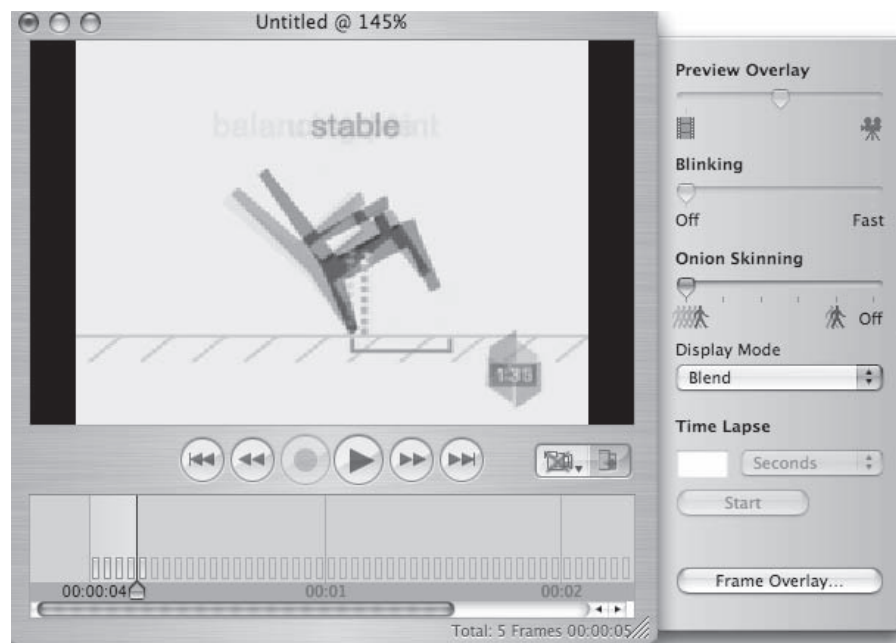 Untitled @ 145%
stable
1:35
00:00:04
00:01
00:02
Total: 5 Frames 00:00:05
Preview Overlay
Blinking
Off
Fast
Onion Skinning
Off
Display Mode
Blend
Time Lapse
Seconds
Start
Frame Overlay...